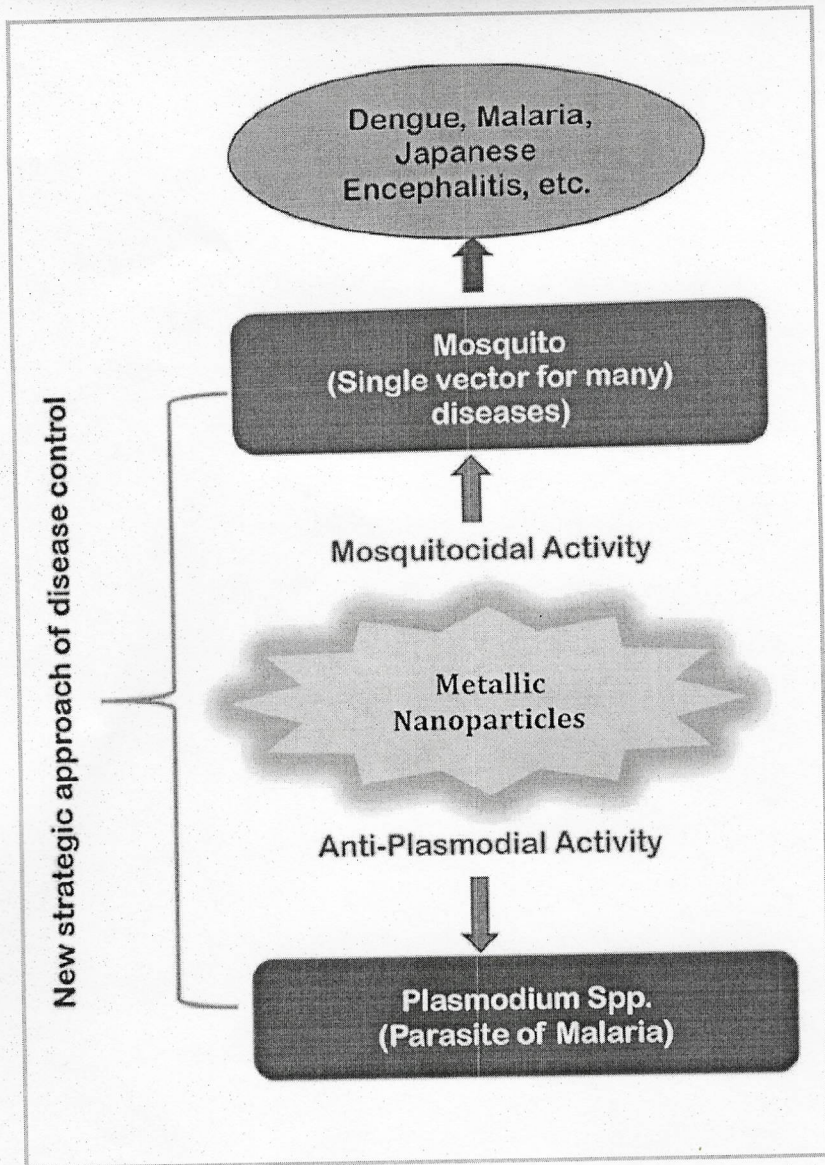 Dengue, Malaria,
Japanese
Encephalitis, etc.
Mosquito
(Single vector for many)
diseases)
Mosquitocidal Activity
Metallic
Nanoparticles
Anti-Plasmodial Activity
Plasmodium Spp.
(Parasite of Malaria)
New strategic approach of disease control